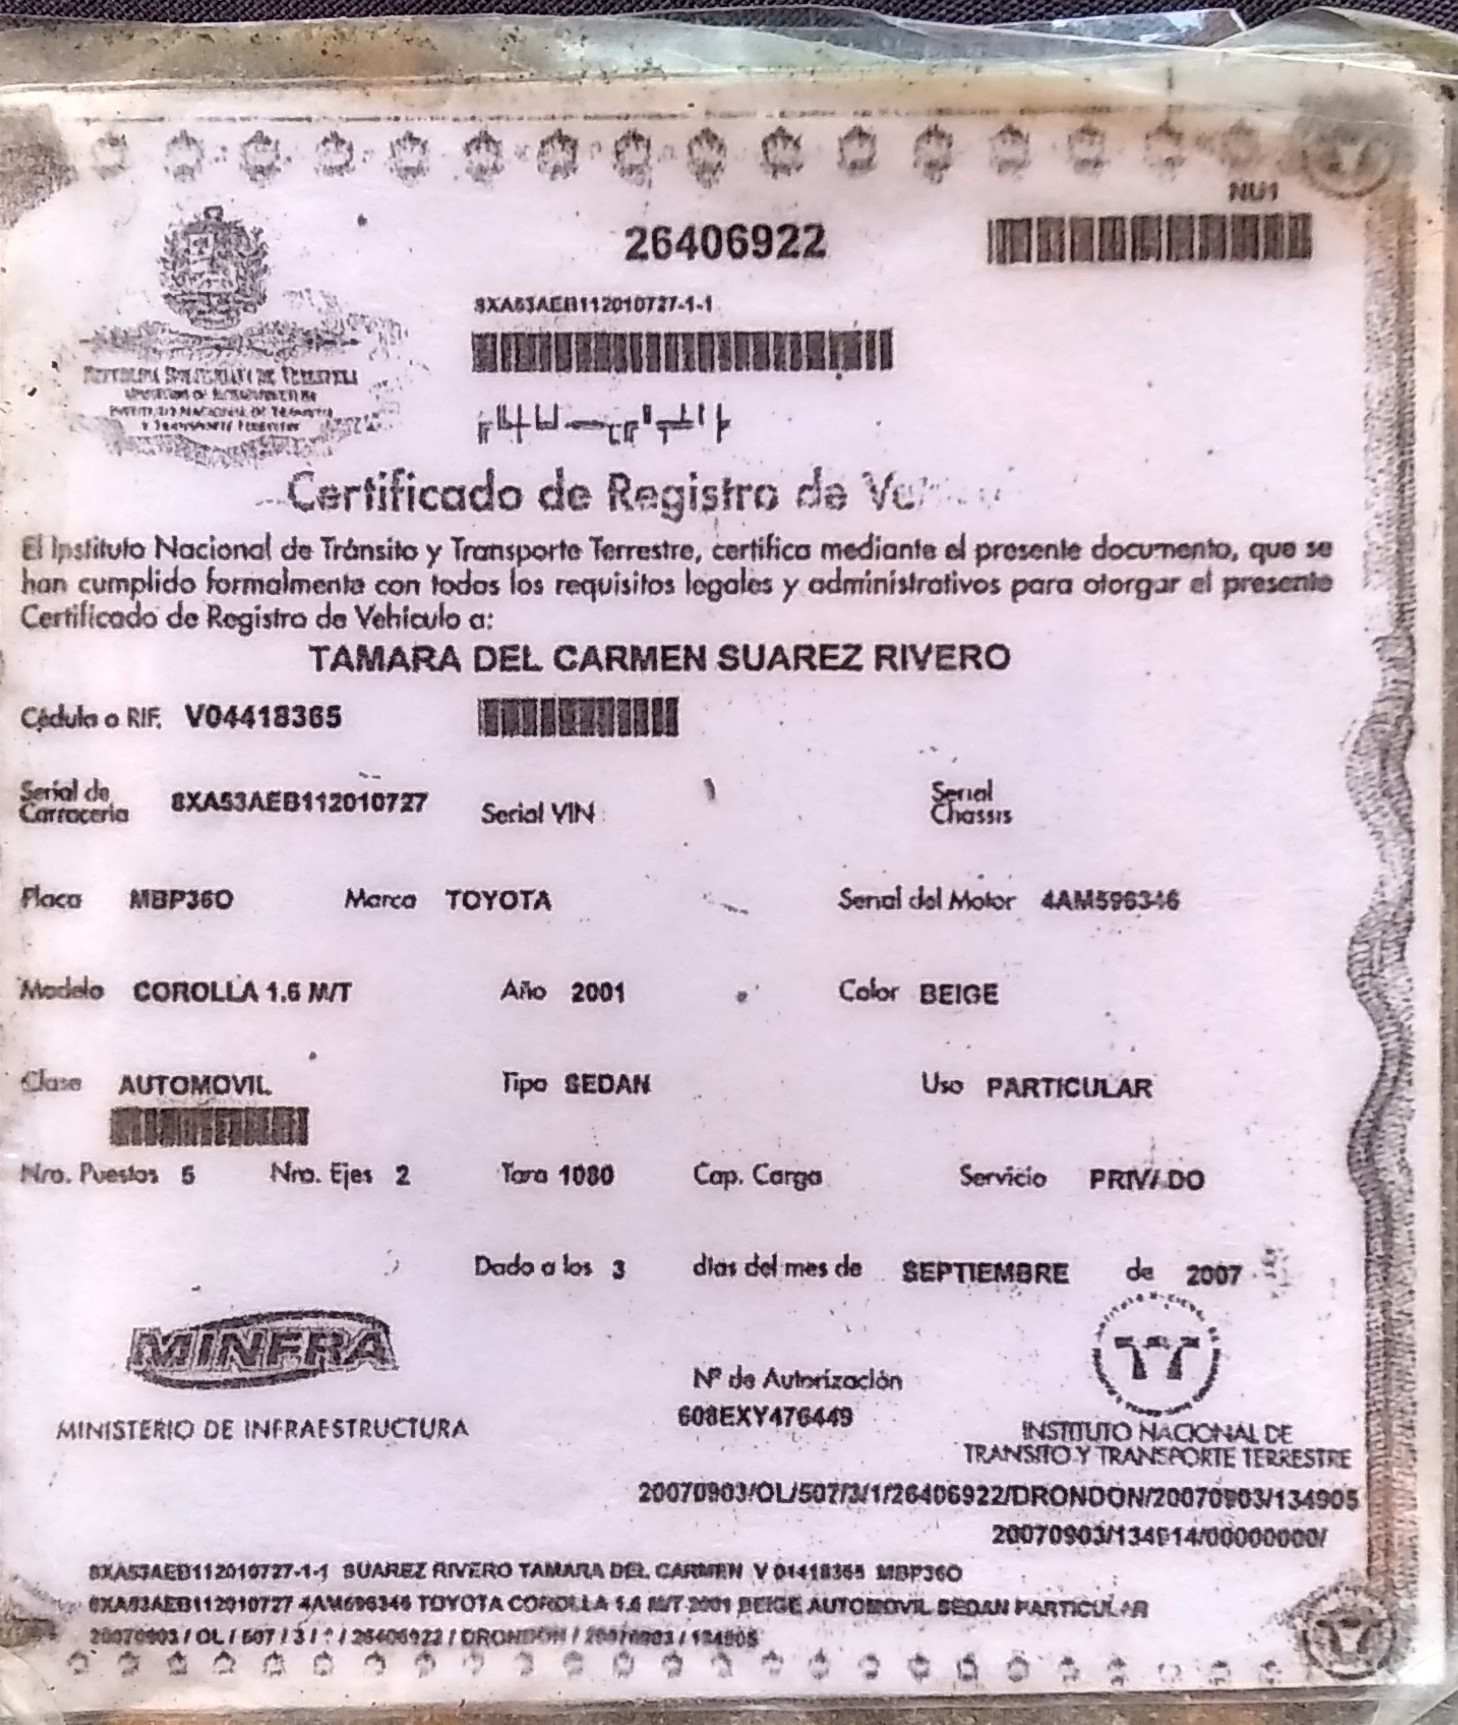 NU1
26406922
8XA53AEB112010727-1-1
REPUBLICA BOLIVARIANA DE VENEZUELA
MINISTERIO DE INFRAESTRUCTURA
INSTITUTO NACIONAL DE TRANSITO
Y TRANSPORTE TERRESTRE
Certificado de Registro de
El Instituto Nacional de Tránsito y Transporte Terrestre, certifica mediante el presente documento, que se
han cumplido formalmente con todos los requisitos legales y administrativos para otorgar el presente
Certificado de Registro de Vehículo a:
TAMARA DEL CARMEN SUAREZ RIVERO
Cédula o RIF. V04418365
Serial de Carrocería 8XA53AEB112010727 Serial VIN Serial Chassis
Placa MBP36O Marca TOYOTA Serial del Motor 4AM596346
Modelo COROLLA 1.6 M/T Año 2001 Color BEIGE
Clase AUTOMOVIL Tipo SEDAN Uso PARTICULAR
Nro. Puestos 5 Nro. Ejes 2 Tara 1080 Cap. Carga Servicio PRIVADO
Dado a los 3 días del mes de SEPTIEMBRE de 2007
MINFRA
MINISTERIO DE INFRAESTRUCTURA
Nº de Autorización
608EXY476449
INSTITUTO NACIONAL DE
TRANSITO Y TRANSPORTE TERRESTRE
20070903/OL/507/3/1/26406922/DRONDON/20070903/134905
20070903/134914/00000000/
8XA53AEB112010727-1-1 SUAREZ RIVERO TAMARA DEL CARMEN V 04418365 MBP36O
8XA53AEB112010727 4AM596346 TOYOTA COROLLA 1.6 M/T 2001 BEIGE AUTOMOVIL SEDAN PARTICULAR
20070903 / OL / 507 / 3 / 1 / 26406922 / DRONDON / 20070903 / 134905